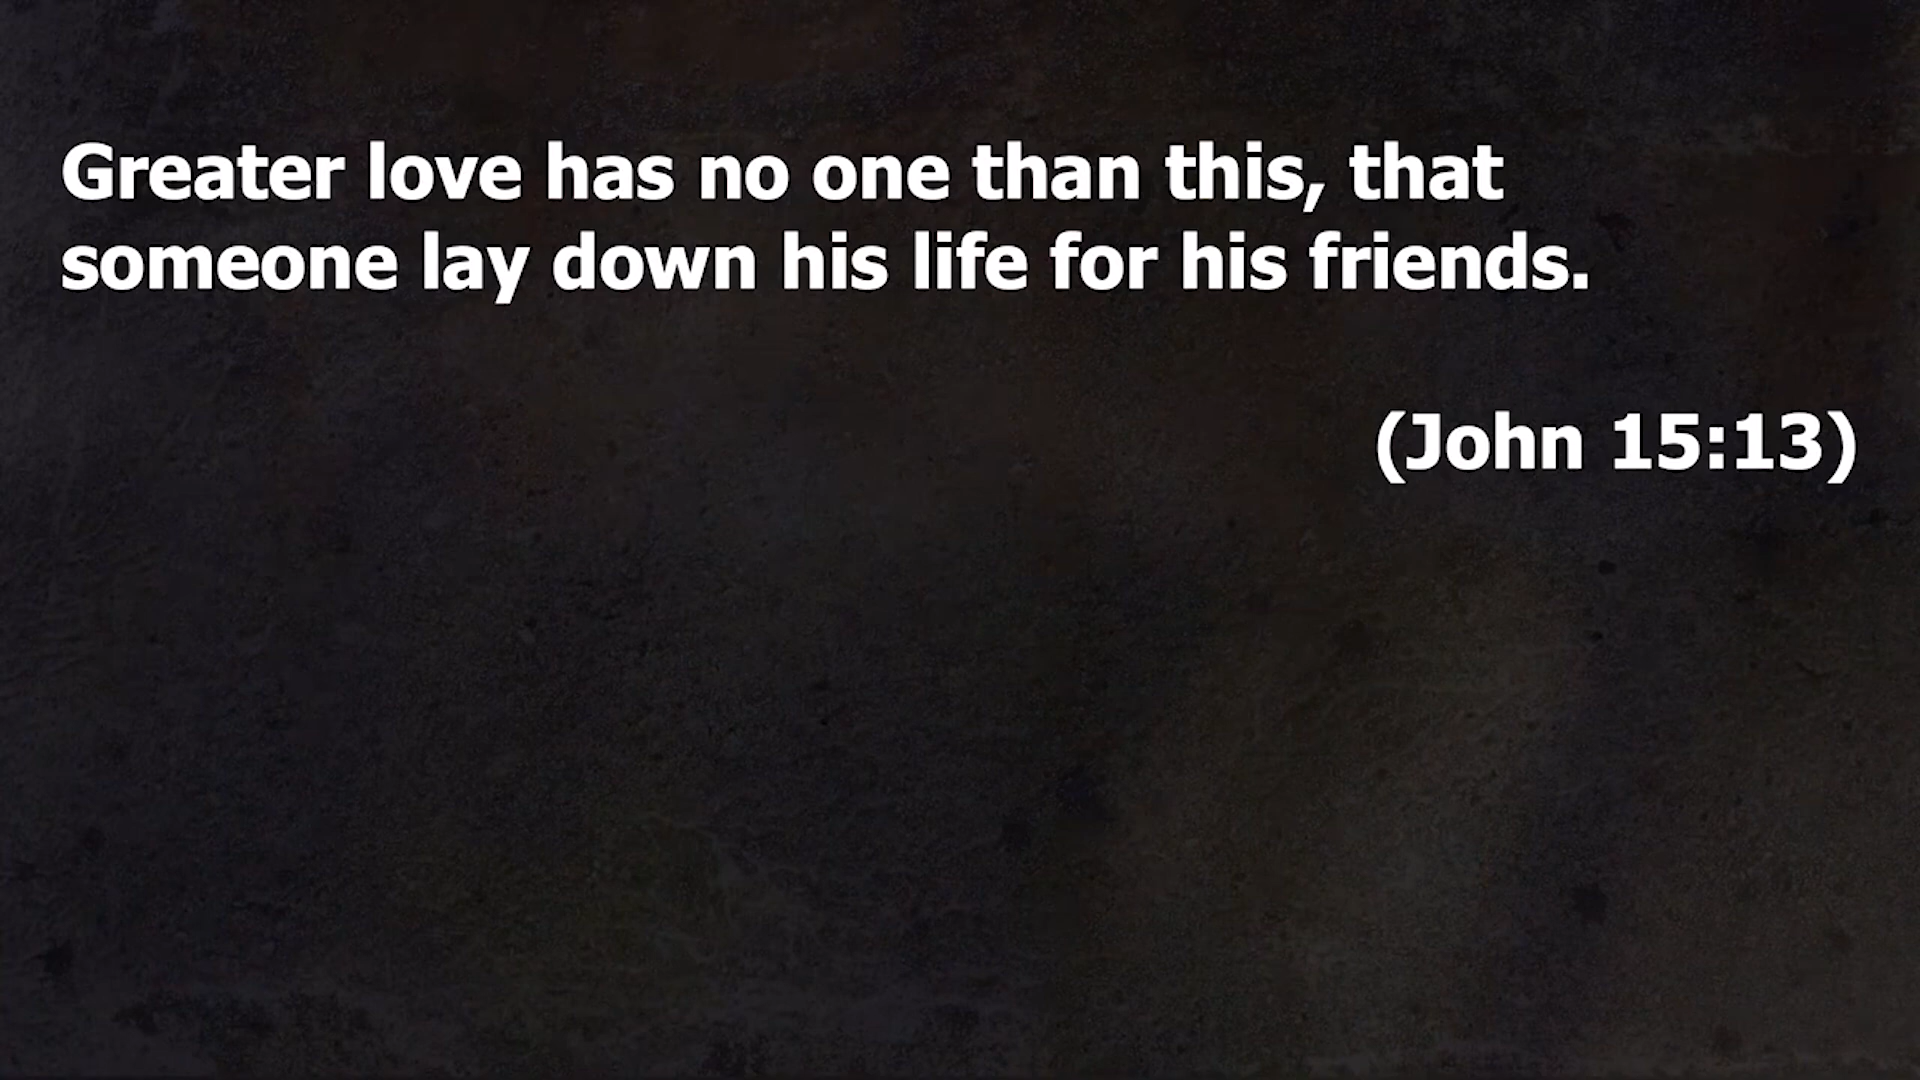 Greater love has no one than this, that
someone lay down his life for his friends.
(John 15:13)